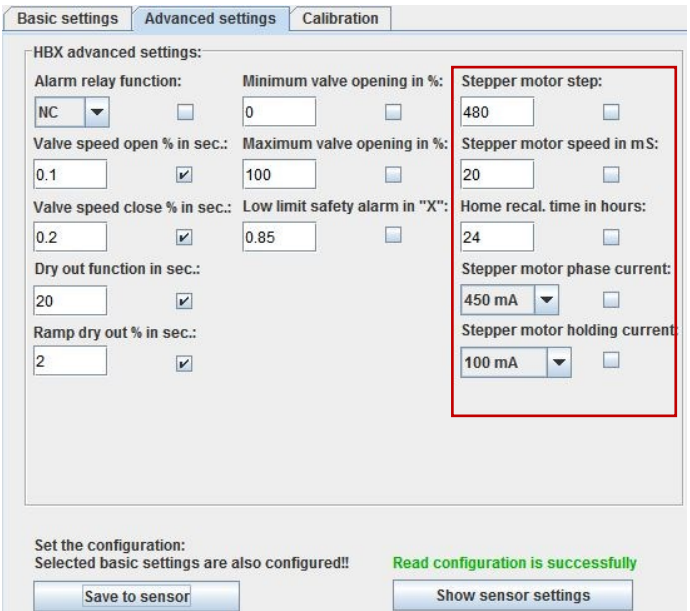 Basic settings Advanced settings Calibration
HBX advanced settings:
Alarm relay function: Minimum valve opening in %: Stepper motor step:
NC 0 480
Valve speed open % in sec.: Maximum valve opening in %: Stepper motor speed in mS:
0.1 100 20
Valve speed close % in sec.: Low limit safety alarm in "X": Home recal. time in hours:
0.2 0.85 24
Dry out function in sec.: Stepper motor phase current:
20 450 mA
Ramp dry out % in sec.: Stepper motor holding current:
2 100 mA
Set the configuration:
Selected basic settings are also configured!! Read configuration is successfully
Save to sensor Show sensor settings